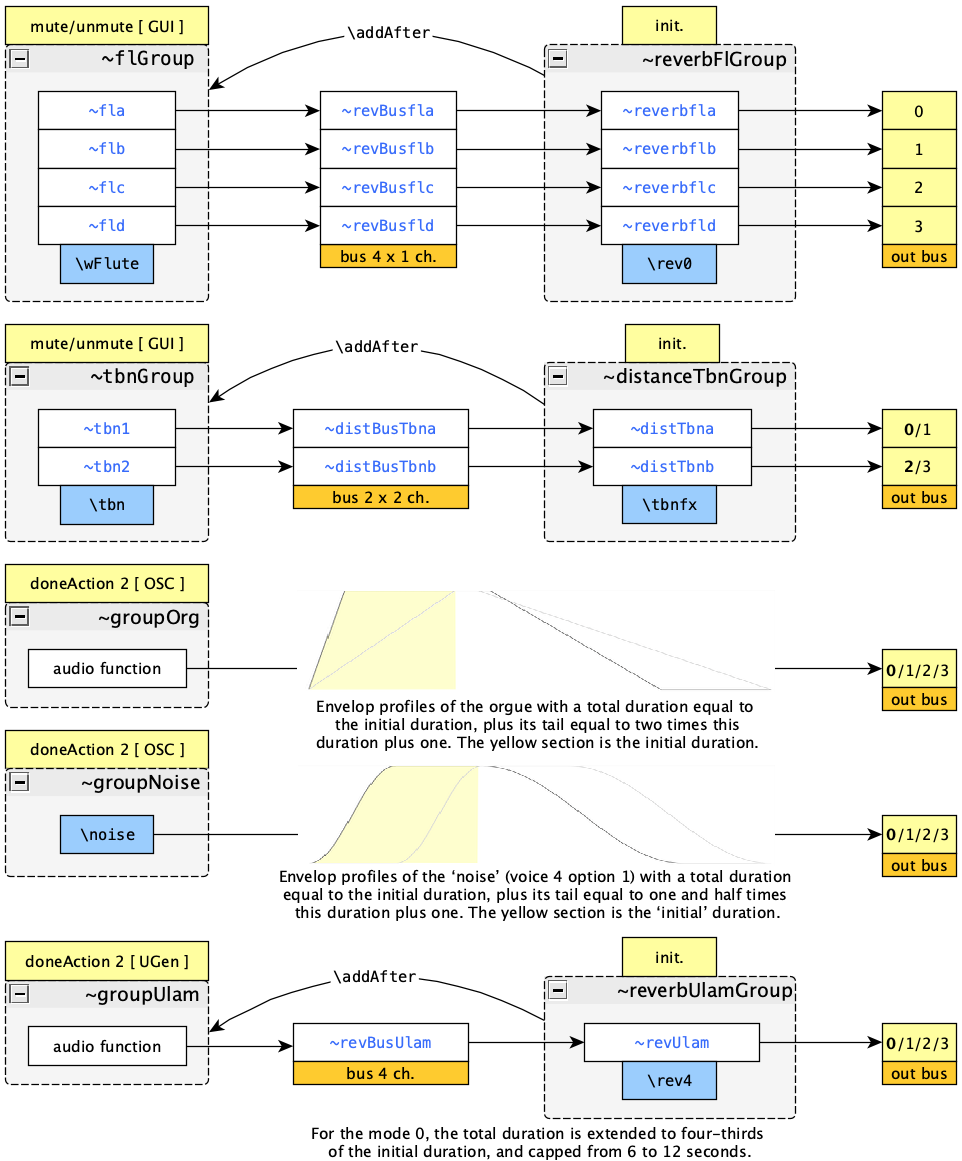 mute/unmute [ GUI ]
\addAfter
init.
~flGroup
~reverbFlGroup
~fla
~revBusfla
~reverbfla
0
~flb
~revBusflb
~reverbflb
1
~flc
~revBusflc
~reverbflc
2
~fld
~revBusfld
~reverbfld
3
\wFlute
bus 4 x 1 ch.
\rev0
out bus
mute/unmute [ GUI ]
\addAfter
init.
~tbnGroup
~distanceTbnGroup
~tbn1
~distBusTbna
~distTbna
0/1
~tbn2
~distBusTbnb
~distTbnb
2/3
\tbn
bus 2 x 2 ch.
\tbnfx
out bus
doneAction 2 [ OSC ]
~groupOrg
audio function
0/1/2/3
out bus
Envelop profiles of the orgue with a total duration equal to
the initial duration, plus its tail equal to two times this
duration plus one. The yellow section is the initial duration.
doneAction 2 [ OSC ]
~groupNoise
\noise
0/1/2/3
out bus
Envelop profiles of the ‘noise’ (voice 4 option 1) with a total duration
equal to the initial duration, plus its tail equal to one and half times
this duration plus one. The yellow section is the ‘initial’ duration.
doneAction 2 [ UGen ]
\addAfter
init.
~groupUlam
~reverbUlamGroup
audio function
~revBusUlam
~revUlam
0/1/2/3
bus 4 ch.
\rev4
out bus
For the mode 0, the total duration is extended to four-thirds
of the initial duration, and capped from 6 to 12 seconds.